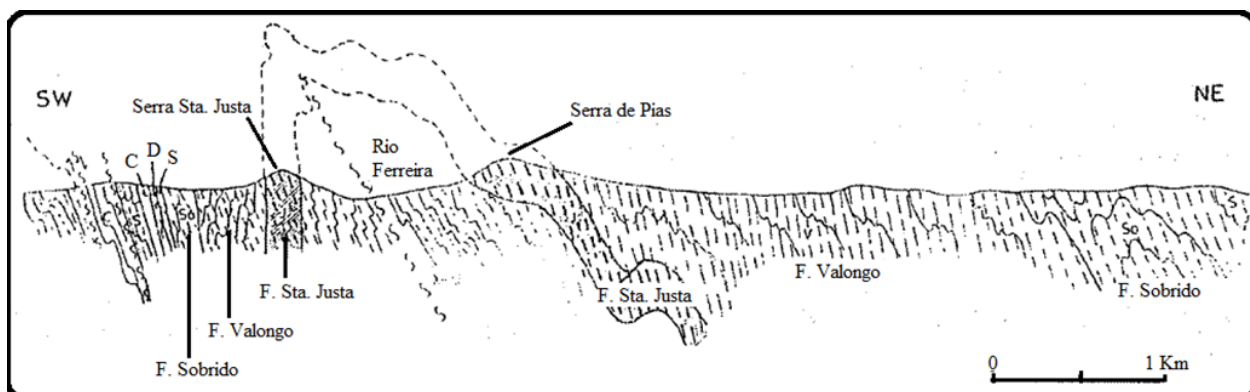 SW
NE
Serra Sta. Justa
Serra de Pias
Rio
Ferreira
C D S
C
S
So
V
So
S
F. Sta. Justa
F. Valongo
F. Sobrido
F. Sta. Justa
F. Valongo
F. Sobrido
0 1 Km